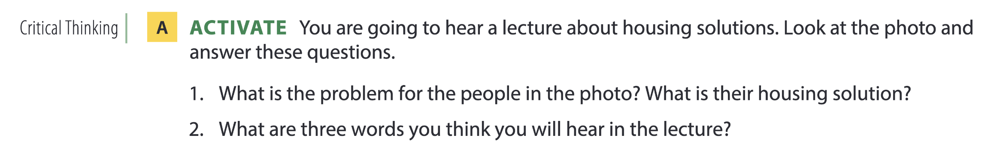 Critical Thinking A ACTIVATE You are going to hear a lecture about housing solutions. Look at the photo and
answer these questions.
1. What is the problem for the people in the photo? What is their housing solution?
2. What are three words you think you will hear in the lecture?